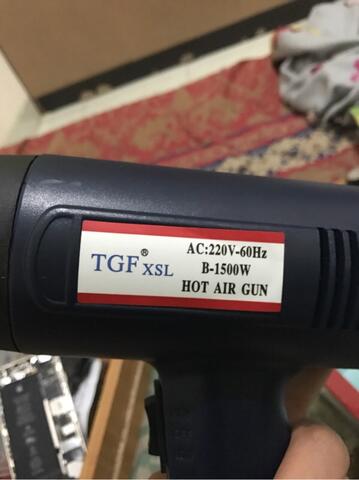 TGF® XSL
AC:220V-60Hz
B-1500W
HOT AIR GUN